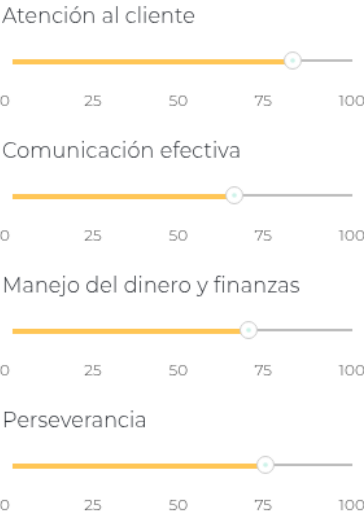 Atención al cliente
0 25 50 75 100
Comunicación efectiva
0 25 50 75 100
Manejo del dinero y finanzas
0 25 50 75 100
Perseverancia
0 25 50 75 100